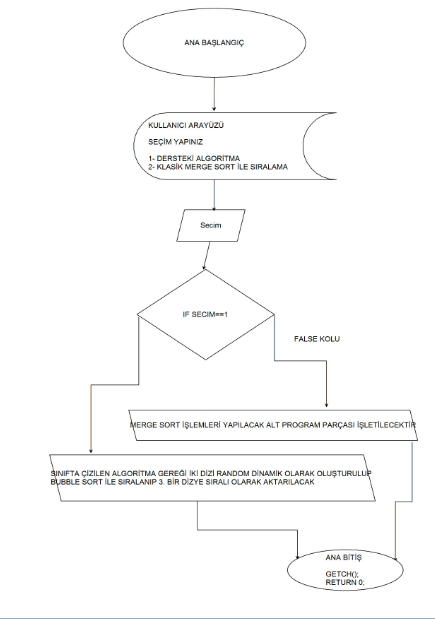 ANA BAŞLANGIÇ
KULLANICI ARAYÜZÜ
SEÇİM YAPINIZ
1- DERSTEKİ ALGORİTMA
2- KLASİK MERGE SORT İLE SIRALAMA
Secim
IF SECIM==1
FALSE KOLU
MERGE SORT İŞLEMLERİ YAPILACAK ALT PROGRAM PARÇASI İŞLETİLECEKTİR
SINIFTA ÇİZİLEN ALGORİTMA GEREĞİ İKİ DİZİ RANDOM DİNAMİK OLARAK OLUŞTURULUP
BUBBLE SORT İLE SIRALANIP 3. BİR DİZYE SIRALI OLARAK AKTARILACAK
ANA BİTİŞ
GETCH();
RETURN 0;